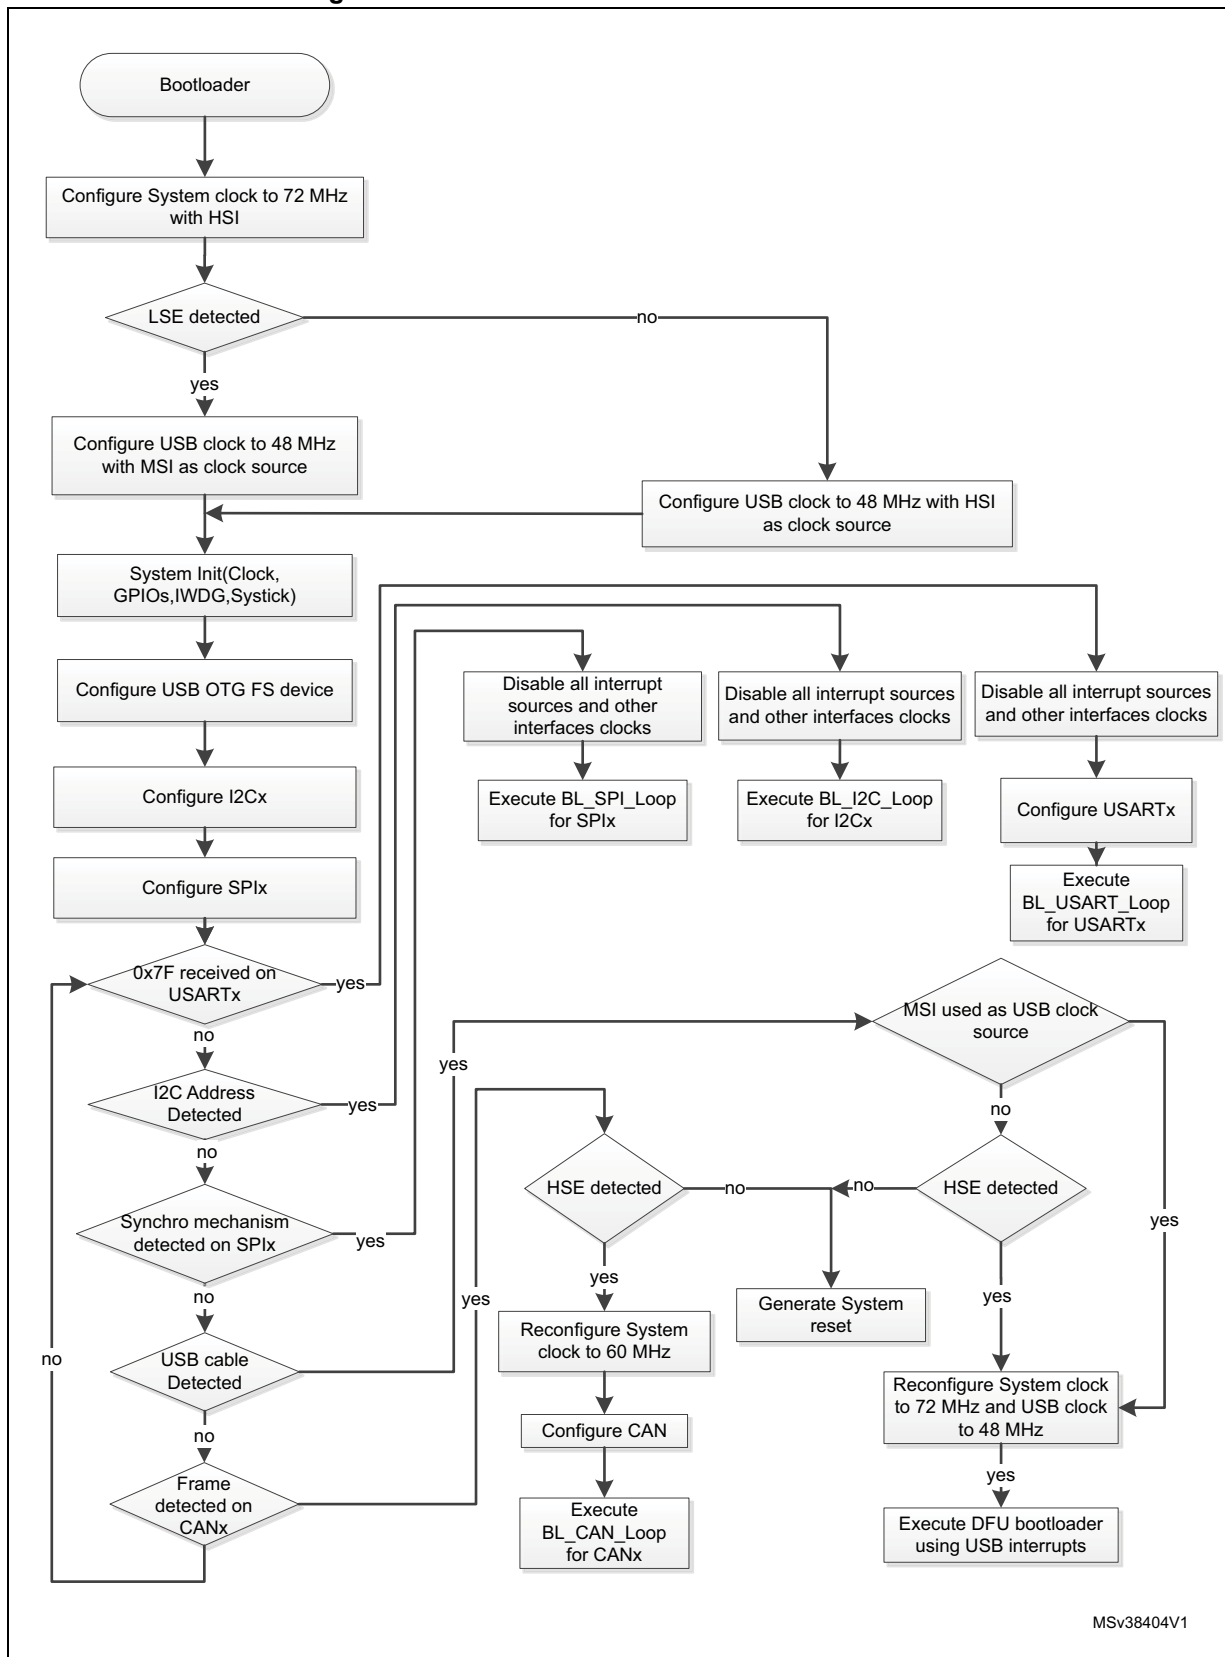 Bootloader
Configure System clock to 72 MHz
with HSI
LSE detected
no
yes
Configure USB clock to 48 MHz
with MSI as clock source
Configure USB clock to 48 MHz with HSI
as clock source
System Init(Clock,
GPIOs,IWDG,Systick)
Configure USB OTG FS device
Disable all interrupt
sources and other
interfaces clocks
Disable all interrupt sources
and other interfaces clocks
Disable all interrupt sources
and other interfaces clocks
Configure I2Cx
Execute BL_SPI_Loop
for SPIx
Execute BL_I2C_Loop
for I2Cx
Configure USARTx
Configure SPIx
Execute
BL_USART_Loop
for USARTx
0x7F received on
USARTx
yes
no
MSI used as USB clock
source
yes
I2C Address
Detected
yes
no
no
HSE detected
no
no
HSE detected
Synchro mechanism
detected on SPIx
yes
no
yes
yes
yes
yes
Generate System
reset
Reconfigure System
clock to 60 MHz
no
USB cable
Detected
no
Reconfigure System clock
to 72 MHz and USB clock
to 48 MHz
Configure CAN
yes
Frame
detected on
CANx
Execute
BL_CAN_Loop
for CANx
Execute DFU bootloader
using USB interrupts
MSv38404V1